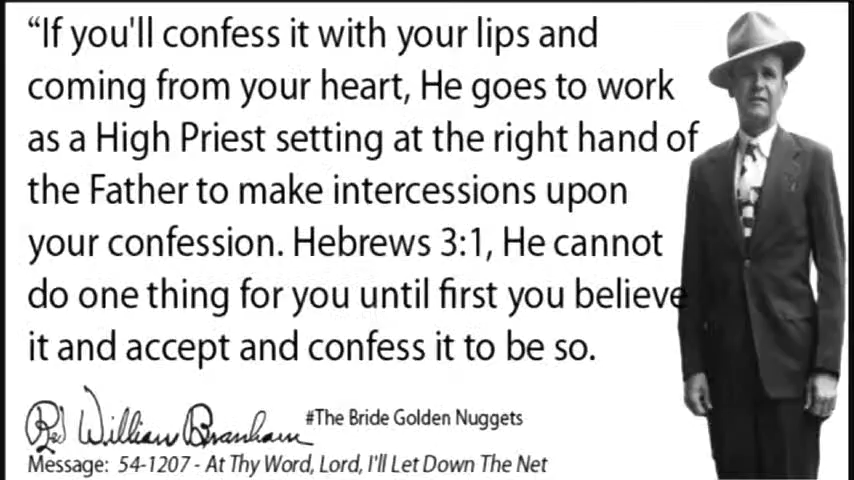 “If you'll confess it with your lips and
coming from your heart, He goes to work
as a High Priest setting at the right hand of
the Father to make intercessions upon
your confession. Hebrews 3:1, He cannot
do one thing for you until first you believe
it and accept and confess it to be so.
Rev William Branham #The Bride Golden Nuggets
Message: 54-1207 - At Thy Word, Lord, I'll Let Down The Net